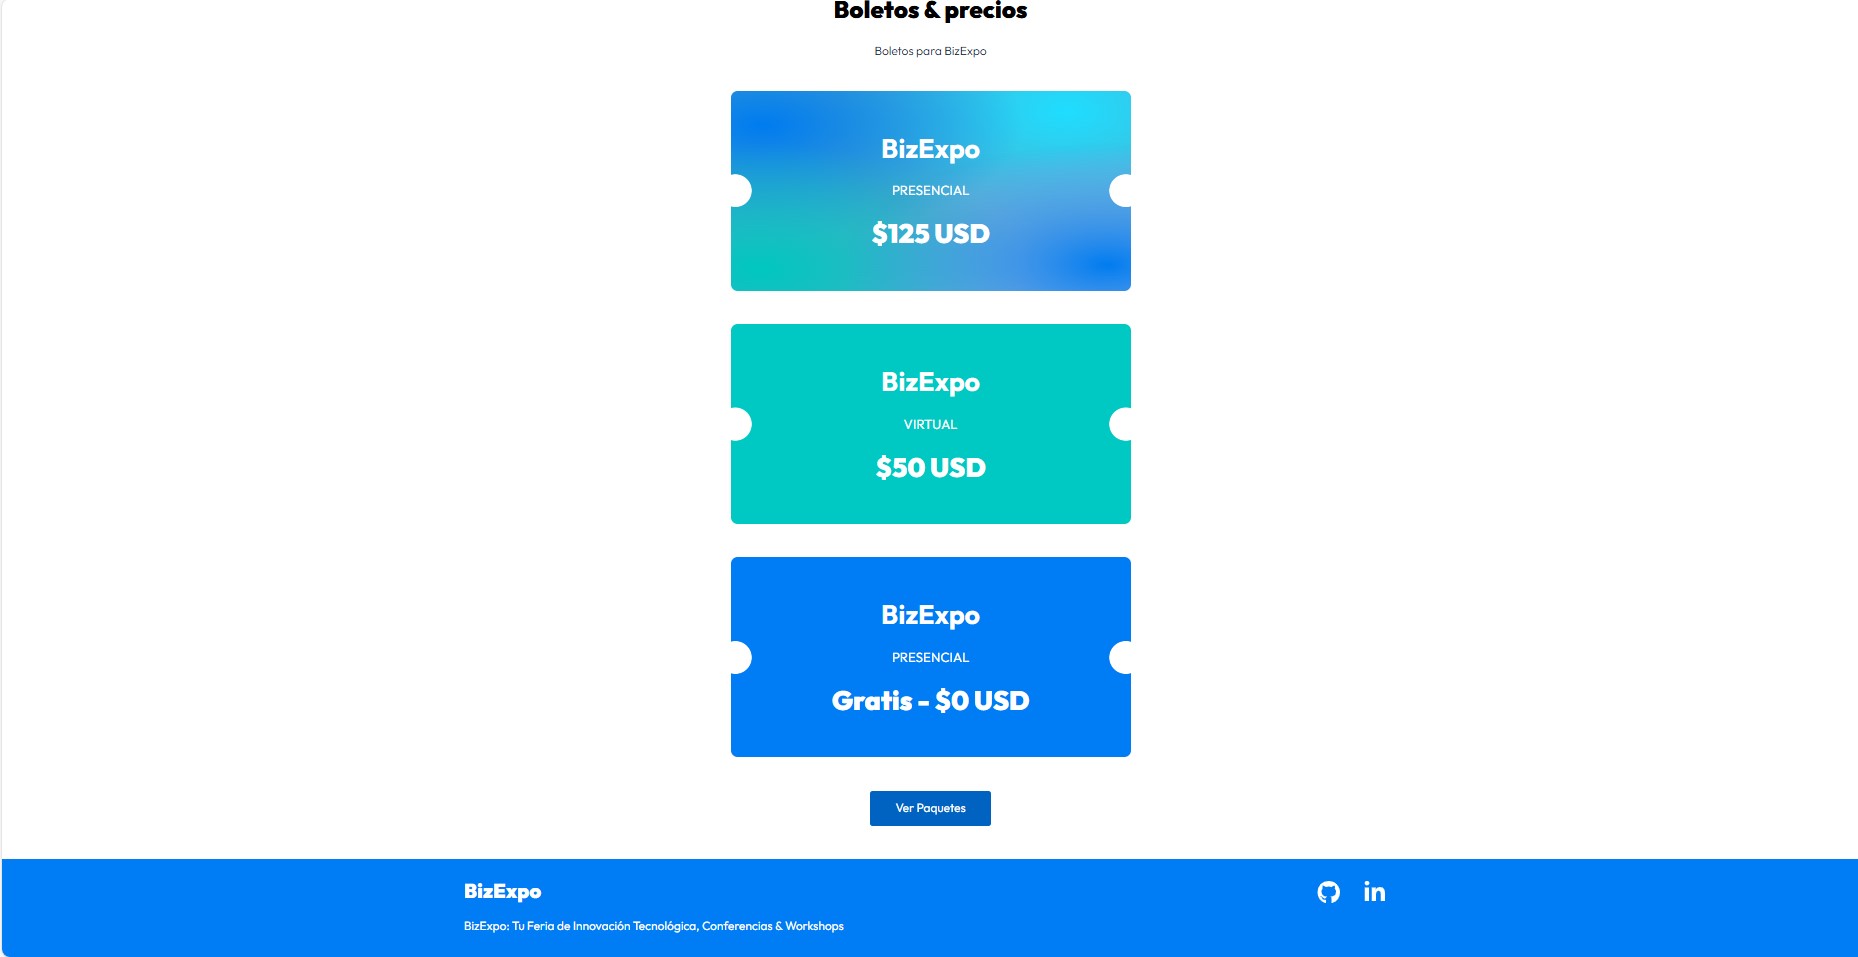 Boletos & precios
Boletos para BizExpo
BizExpo
PRESENCIAL
$125 USD
BizExpo
VIRTUAL
$50 USD
BizExpo
PRESENCIAL
Gratis - $0 USD
Ver Paquetes
BizExpo
BizExpo: Tu Feria de Innovación Tecnológica, Conferencias & Workshops